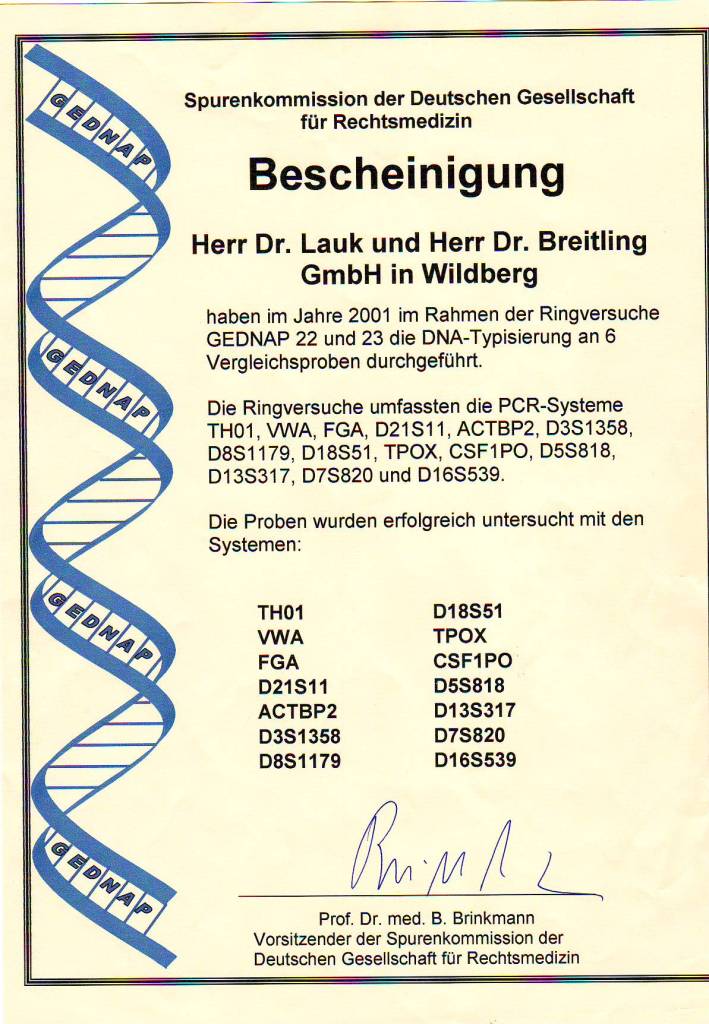 Spurenkommission der Deutschen Gesellschaft
für Rechtsmedizin
Bescheinigung
Herr Dr. Lauk und Herr Dr. Breitling
GmbH in Wildberg
haben im Jahre 2001 im Rahmen der Ringversuche
GEDNAP 22 und 23 die DNA-Typisierung an 6
Vergleichsproben durchgeführt.
Die Ringversuche umfassten die PCR-Systeme
TH01, VWA, FGA, D21S11, ACTBP2, D3S1358,
D8S1179, D18S51, TPOX, CSF1PO, D5S818,
D13S317, D7S820 und D16S539.
Die Proben wurden erfolgreich untersucht mit den
Systemen:
TH01
VWA
FGA
D21S11
ACTBP2
D3S1358
D8S1179
D18S51
TPOX
CSF1PO
D5S818
D13S317
D7S820
D16S539
Prof. Dr. med. B. Brinkmann
Vorsitzender der Spurenkommission der
Deutschen Gesellschaft für Rechtsmedizin
GEDNAP
GEDNAP
GEDNAP
GEDNAP